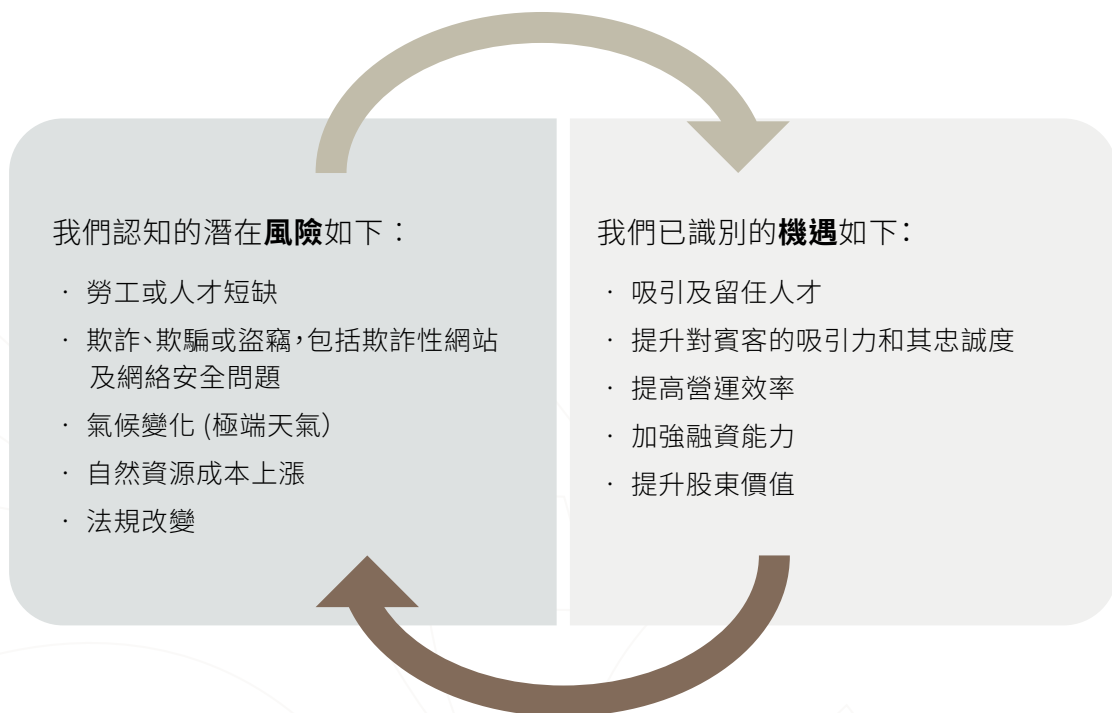 我們認知的潛在風險如下：
· 勞工或人才短缺
· 欺詐、欺騙或盜竊，包括欺詐性網站
及網絡安全問題
· 氣候變化 (極端天氣)
· 自然資源成本上漲
· 法規改變
我們已識別的機遇如下：
· 吸引及留任人才
· 提升對賓客的吸引力和其忠誠度
· 提高營運效率
· 加強融資能力
· 提升股東價值